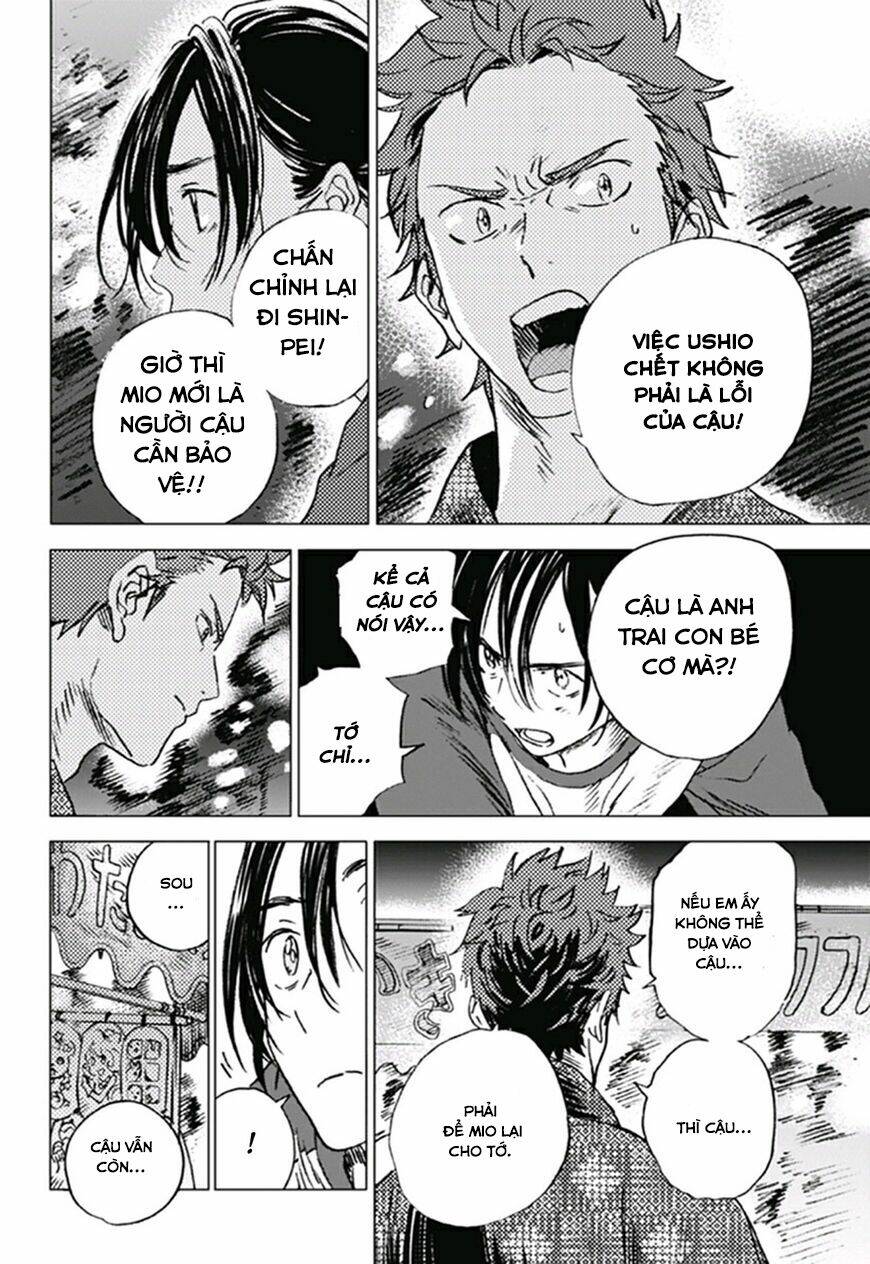 VIỆC USHIO
CHẾT KHÔNG
PHẢI LÀ LỖI
CỦA CẬU!
CHẤN
CHỈNH LẠI
ĐI SHIN-
PEI!
GIỜ THÌ
MIO MỚI LÀ
NGƯỜI CẬU
CẦN BẢO
VỆ!!
CẬU LÀ ANH
TRAI CON BÉ
CƠ MÀ?!
KỂ CẢ
CẬU CÓ
NÓI VẬY...
TỚ
CHỈ...
NẾU EM ẤY
KHÔNG THỂ
DỰA VÀO
CẬU...
THÌ CẬU...
PHẢI
ĐỂ MIO LẠI
CHO TỚ.
!
SOU
...
CẬU VẪN
CÒN...